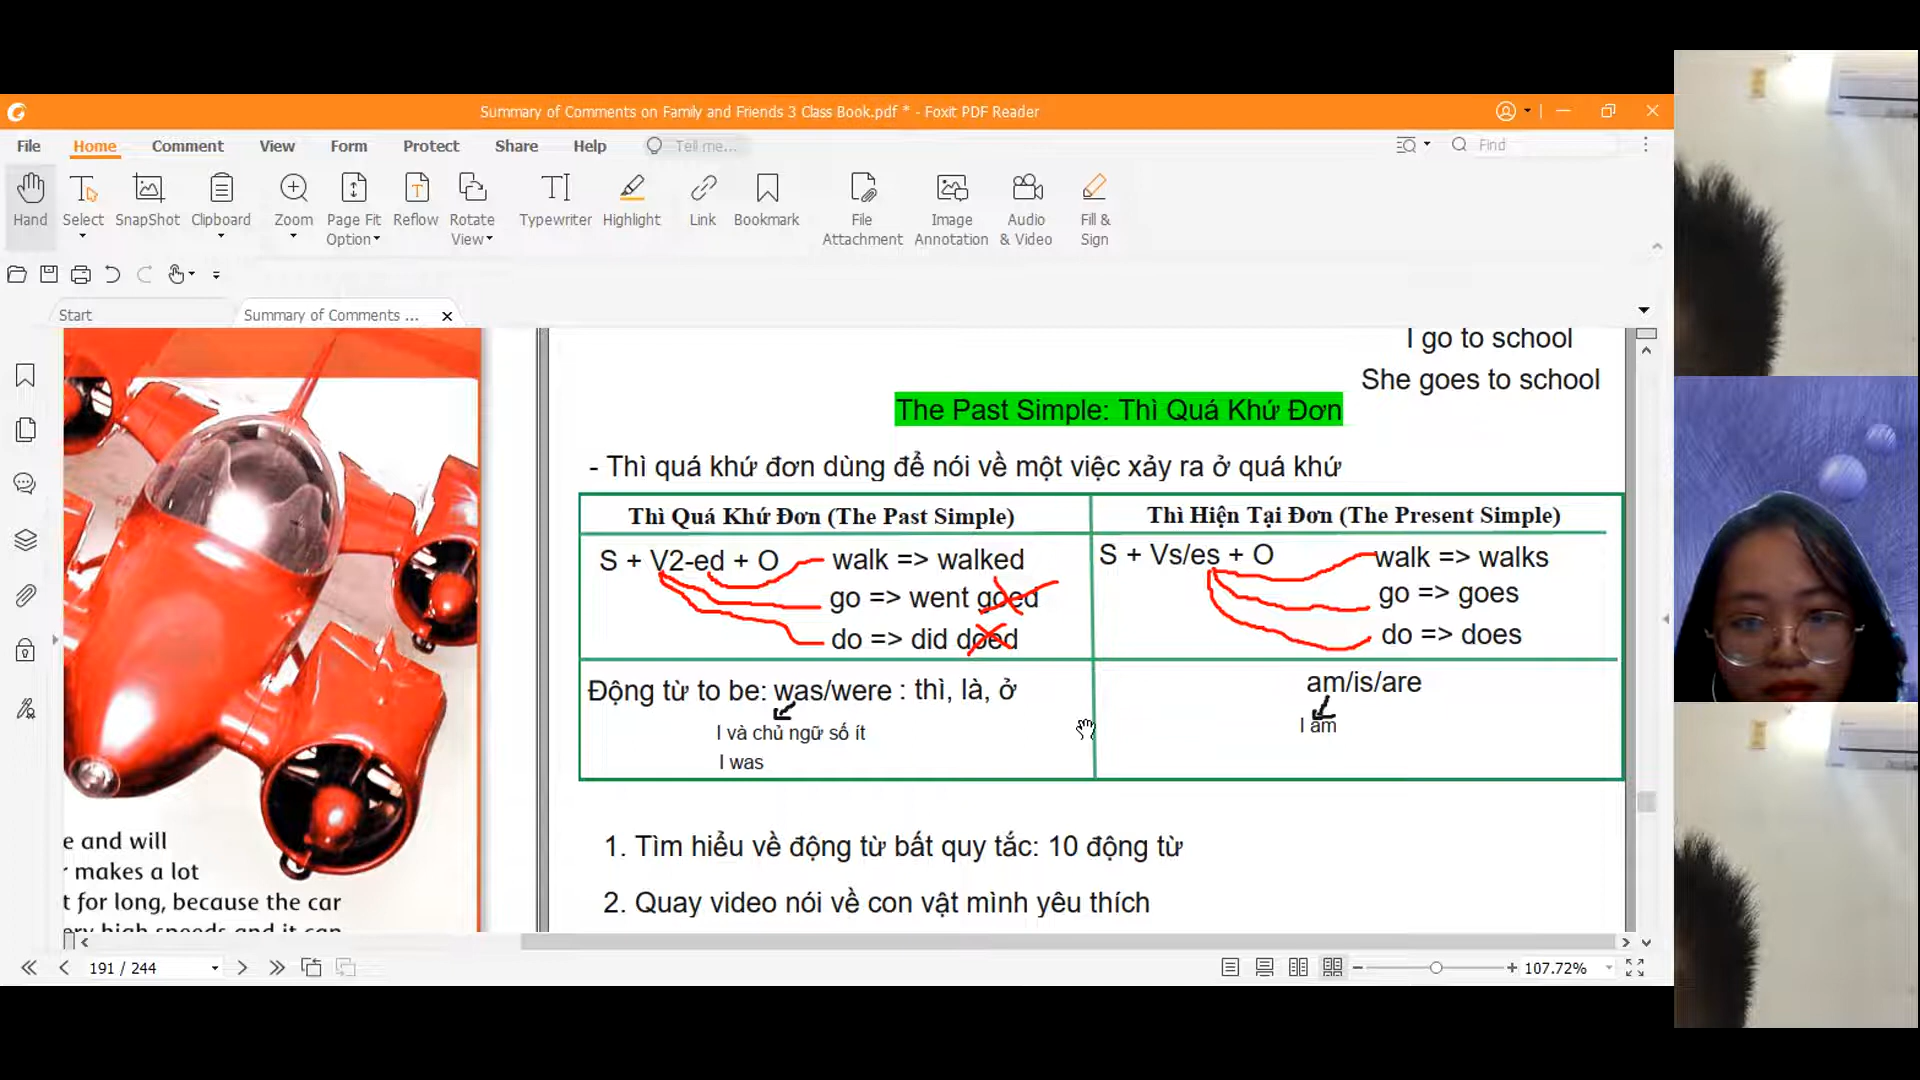 Summary of Comments on Family and Friends 3 Class Book.pdf * - Foxit PDF Reader
File Home Comment View Form Protect Share Help Tell me... Find
Hand Select SnapShot Clipboard Zoom Page Fit Option Reflow Rotate View Typewriter Highlight Link Bookmark File Attachment Image Annotation Audio & Video Fill & Sign
Start Summary of Comments ...
e and will
makes a lot
t for long, because the car
ery high speeds and it can
I go to school
She goes to school
The Past Simple: Thì Quá Khứ Đơn
- Thì quá khứ đơn dùng để nói về một việc xảy ra ở quá khứ
Thì Quá Khứ Đơn (The Past Simple)
S + V2-ed + O
walk => walked
go => went goed
do => did doed
Thì Hiện Tại Đơn (The Present Simple)
S + Vs/es + O
walk => walks
go => goes
do => does
Động từ to be: was/were : thì, là, ở
I và chủ ngữ số ít
I was
am/is/are
I am
1. Tìm hiểu về động từ bất quy tắc: 10 động từ
2. Quay video nói về con vật mình yêu thích
191 / 244
107.72%